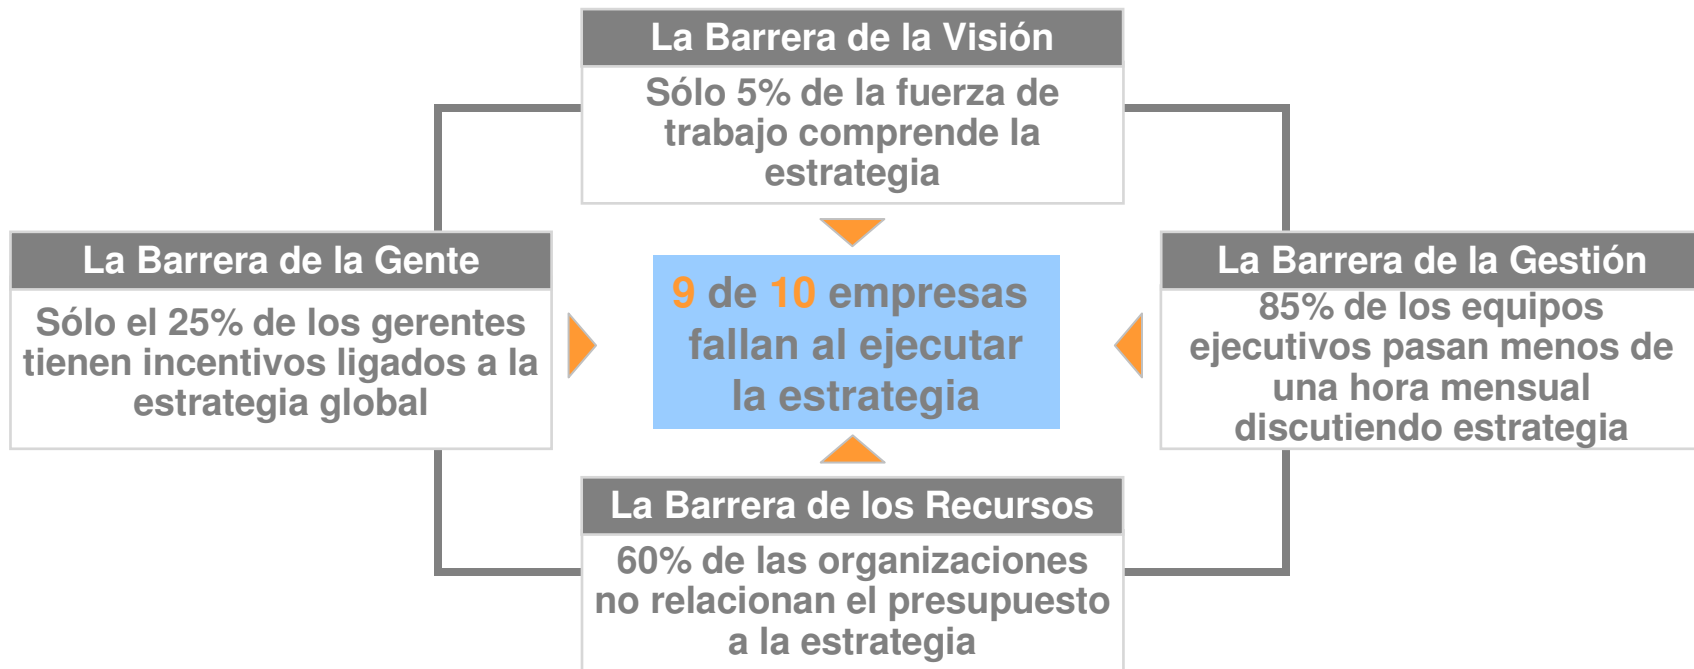 La Barrera de la Visión
Sólo 5% de la fuerza de
trabajo comprende la
estrategia
La Barrera de la Gente
Sólo el 25% de los gerentes
tienen incentivos ligados a la
estrategia global
9 de 10 empresas
fallan al ejecutar
la estrategia
La Barrera de la Gestión
85% de los equipos
ejecutivos pasan menos de
una hora mensual
discutiendo estrategia
La Barrera de los Recursos
60% de las organizaciones
no relacionan el presupuesto
a la estrategia